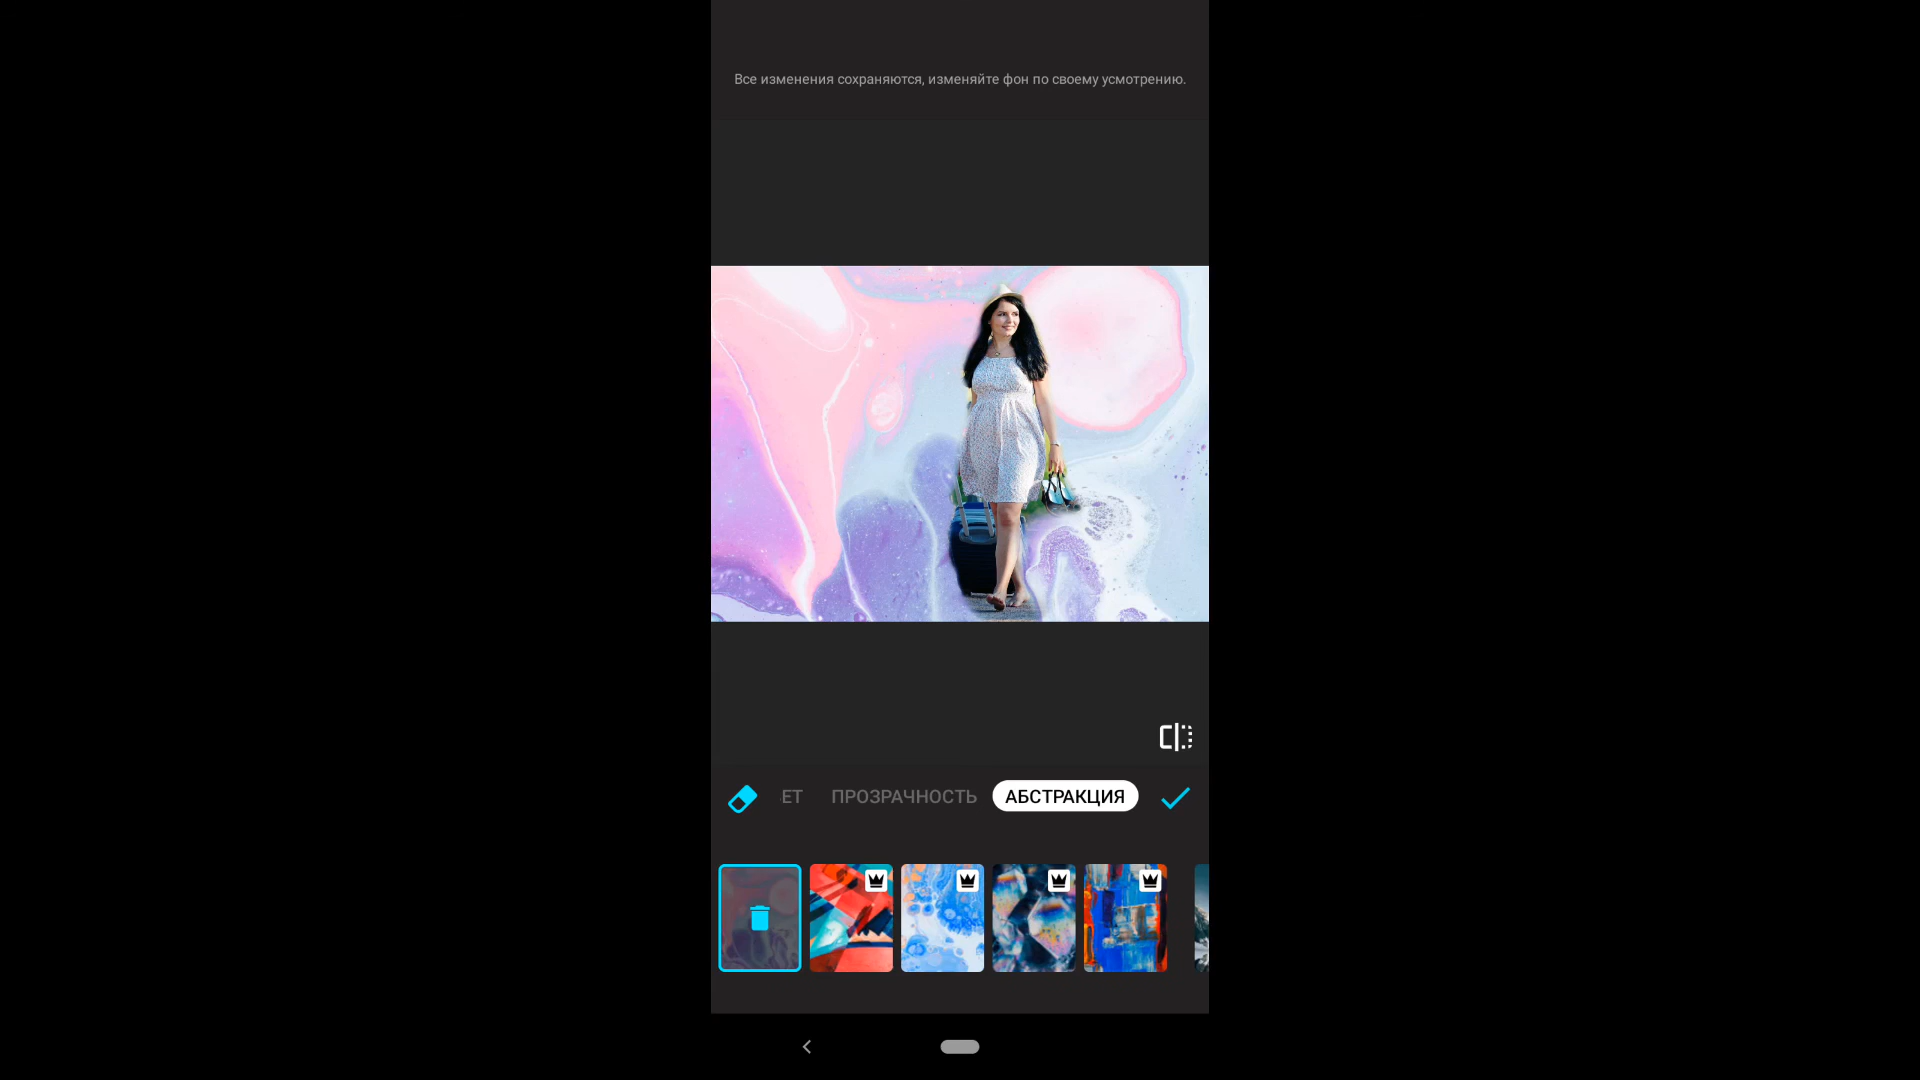 Все изменения сохраняются, изменяйте фон по своему усмотрению.
ЕТ ПРОЗРАЧНОСТЬ АБСТРАКЦИЯ